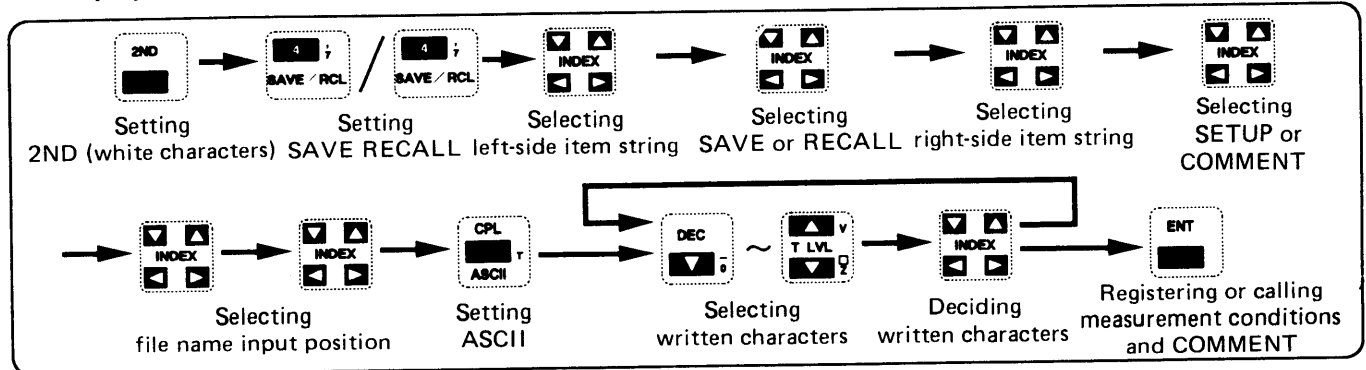 2ND
4 ; 7
SAVE / RCL
4 ; 7
SAVE / RCL
INDEX
INDEX
INDEX
INDEX
Setting
2ND (white characters)
Setting
SAVE RECALL
Selecting
left-side item string
Selecting
SAVE or RECALL
Selecting
right-side item string
Selecting
SETUP or
COMMENT
INDEX
INDEX
CPL
T
ASCII
DEC
0
~
V
T LVL
Z
INDEX
ENT
Selecting
file name input position
Setting
ASCII
Selecting
written characters
Deciding
written characters
Registering or calling
measurement conditions
and COMMENT